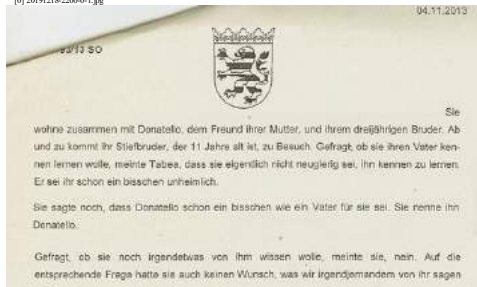 04.11.2013
SO
Sie
wohne zusammen mit Donatello, dem Freund ihrer Mutter, und ihrem dreijährigen Bruder. Ab
und zu kommt ihr Stiefbruder, der 11 Jahre alt ist, zu Besuch. Gefragt, ob sie ihren Vater ken-
nen lernen wolle, meinte Tabea, dass sie eigentlich nicht neugierig sei, ihn kennen zu lernen.
Er sei ihr schon ein bisschen unheimlich.
Sie sagte noch, dass Donatello schon ein bisschen wie ein Vater für sie sei. Sie nenne ihn
Donatello.
Gefragt, ob sie noch irgendetwas von ihm wissen wolle, meinte sie, nein. Auf die
entsprechende Frage hatte sie auch keinen Wunsch, was wir irgendjemandem von ihr sagen